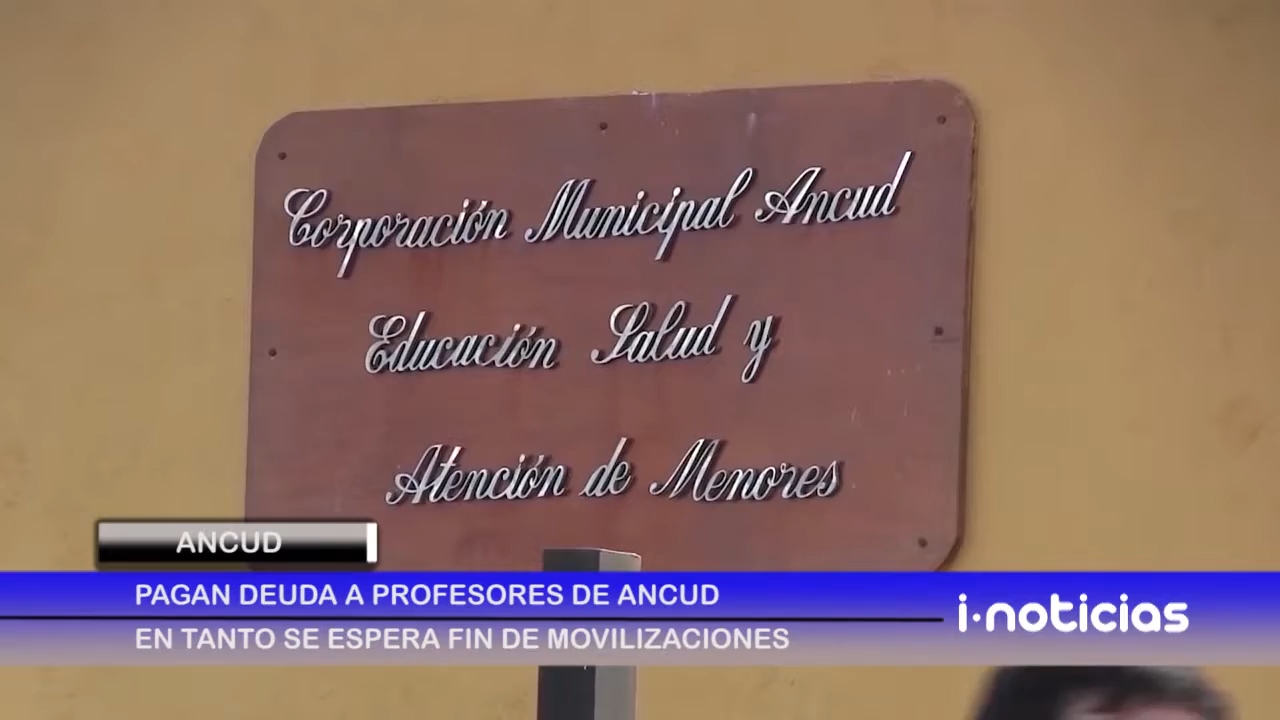 Corporación Municipal Ancud
Educación Salud y
Atención de Menores
ANCUD
PAGAN DEUDA A PROFESORES DE ANCUD
EN TANTO SE ESPERA FIN DE MOVILIZACIONES
i·noticias